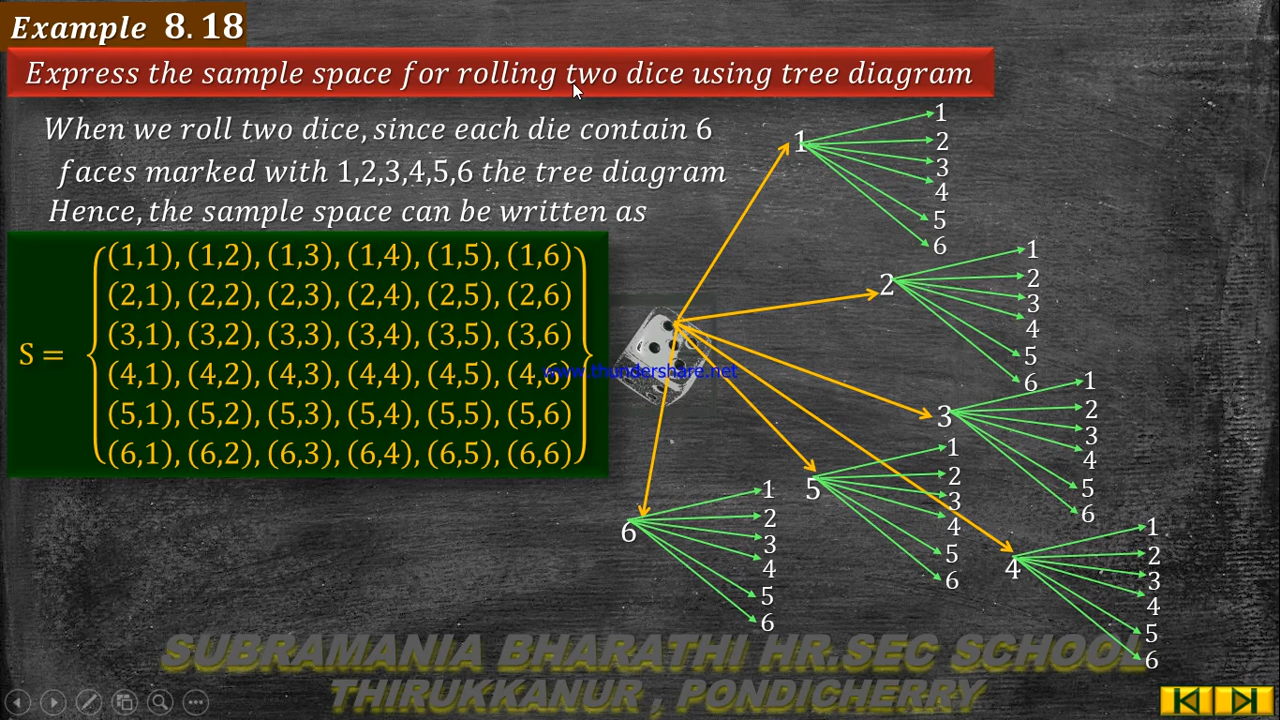 Example 8.18
Express the sample space for rolling two dice using tree diagram
When we roll two dice, since each die contain 6
faces marked with 1,2,3,4,5,6 the tree diagram
Hence, the sample space can be written as
S =
(1,1), (1,2), (1,3), (1,4), (1,5), (1,6)
(2,1), (2,2), (2,3), (2,4), (2,5), (2,6)
(3,1), (3,2), (3,3), (3,4), (3,5), (3,6)
(4,1), (4,2), (4,3), (4,4), (4,5), (4,6)
(5,1), (5,2), (5,3), (5,4), (5,5), (5,6)
(6,1), (6,2), (6,3), (6,4), (6,5), (6,6)
www.thundershare.net
1
1
2
3
4
5
6
2
1
2
3
4
5
6
3
1
2
3
4
5
6
4
1
2
3
4
5
6
5
1
2
3
4
5
6
6
1
2
3
4
5
6
SUBRAMANIA BHARATHI HR.SEC SCHOOL
THIRUKKANUR , PONDICHERRY